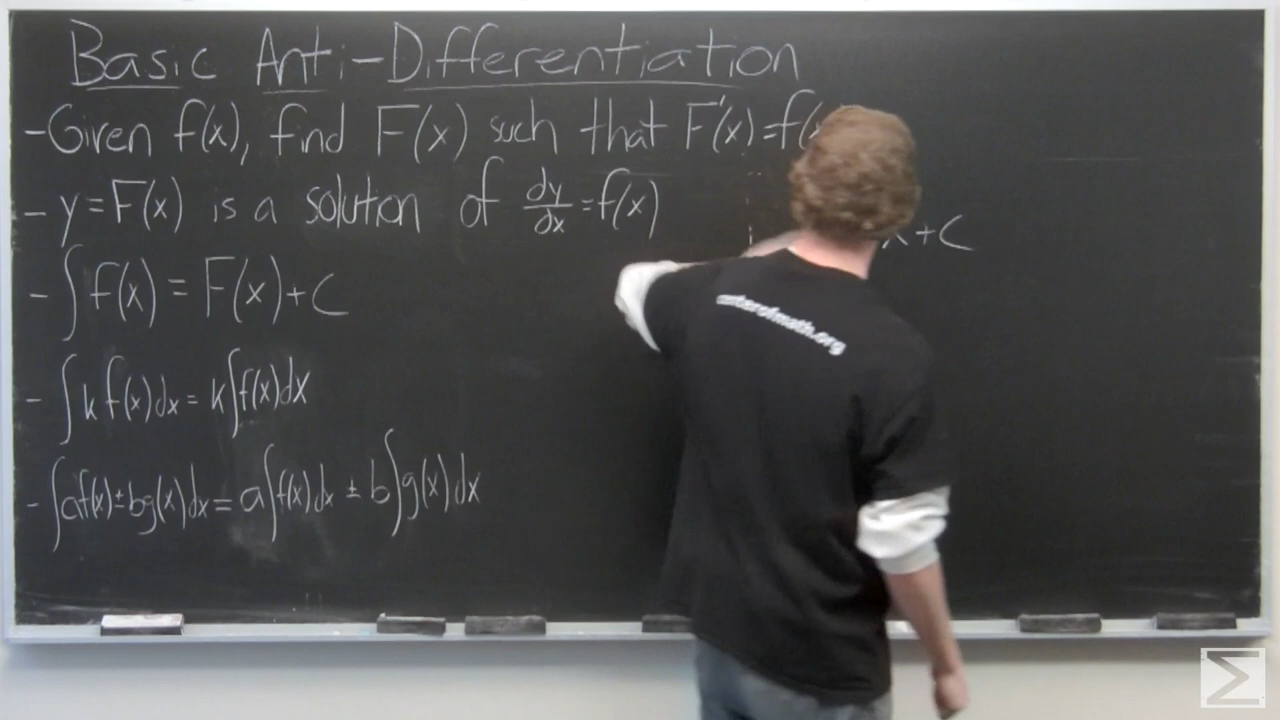 Basic Anti-Differentiation
- Given f(x), find F(x) such that F'(x) = f(
- y = F(x) is a solution of dy/dx = f(x)
x + C
- ∫ f(x) = F(x) + C
- ∫ k f(x) dx = k ∫ f(x) dx
- ∫ af(x) ± bg(x) dx = a ∫ f(x) dx ± b ∫ g(x) dx
terofmath.org